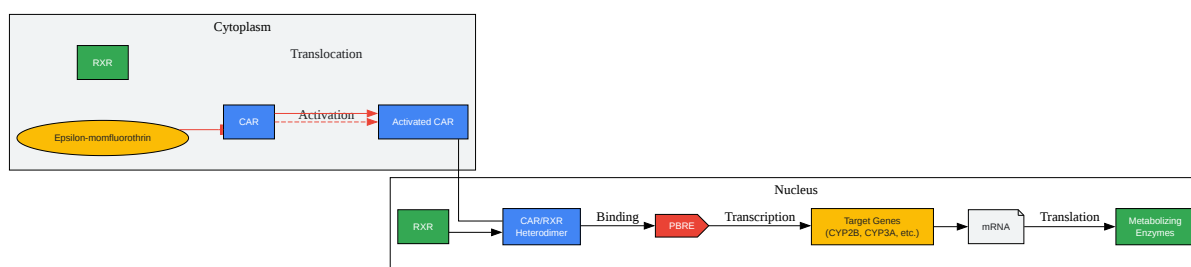 Cytoplasm
RXR
Translocation
Epsilon-momfluorothrin
CAR
Activation
Activated CAR
Nucleus
RXR
CAR/RXR
Heterodimer
Binding
PBRE
Transcription
Target Genes
(CYP2B, CYP3A, etc.)
mRNA
Translation
Metabolizing
Enzymes